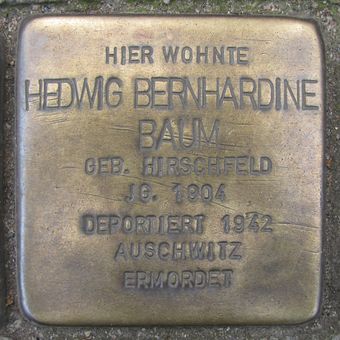 HIER WOHNTE
HEDWIG BERNHARDINE
BAUM
GEB. HIRSCHFELD
JG. 1904
DEPORTIERT 1942
AUSCHWITZ
ERMORDET